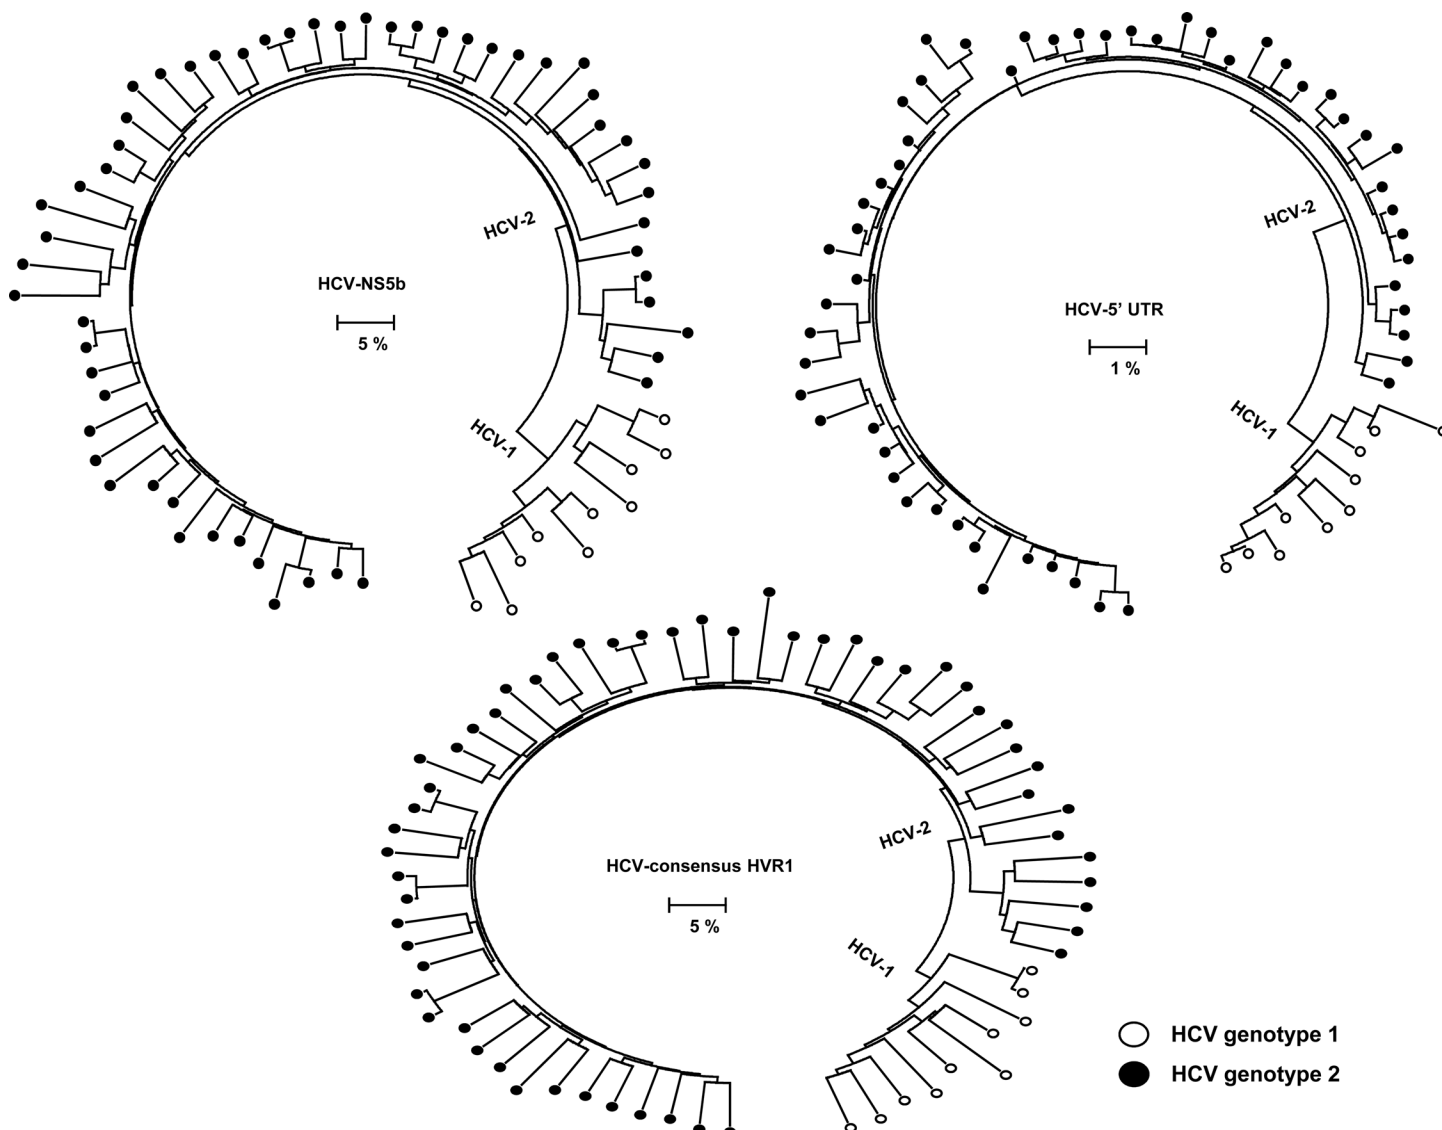 HCV-2
HCV-NS5b
5 %
HCV-1
HCV-2
HCV-5' UTR
1 %
HCV-1
HCV-2
HCV-consensus HVR1
5 %
HCV-1
HCV genotype 1
HCV genotype 2